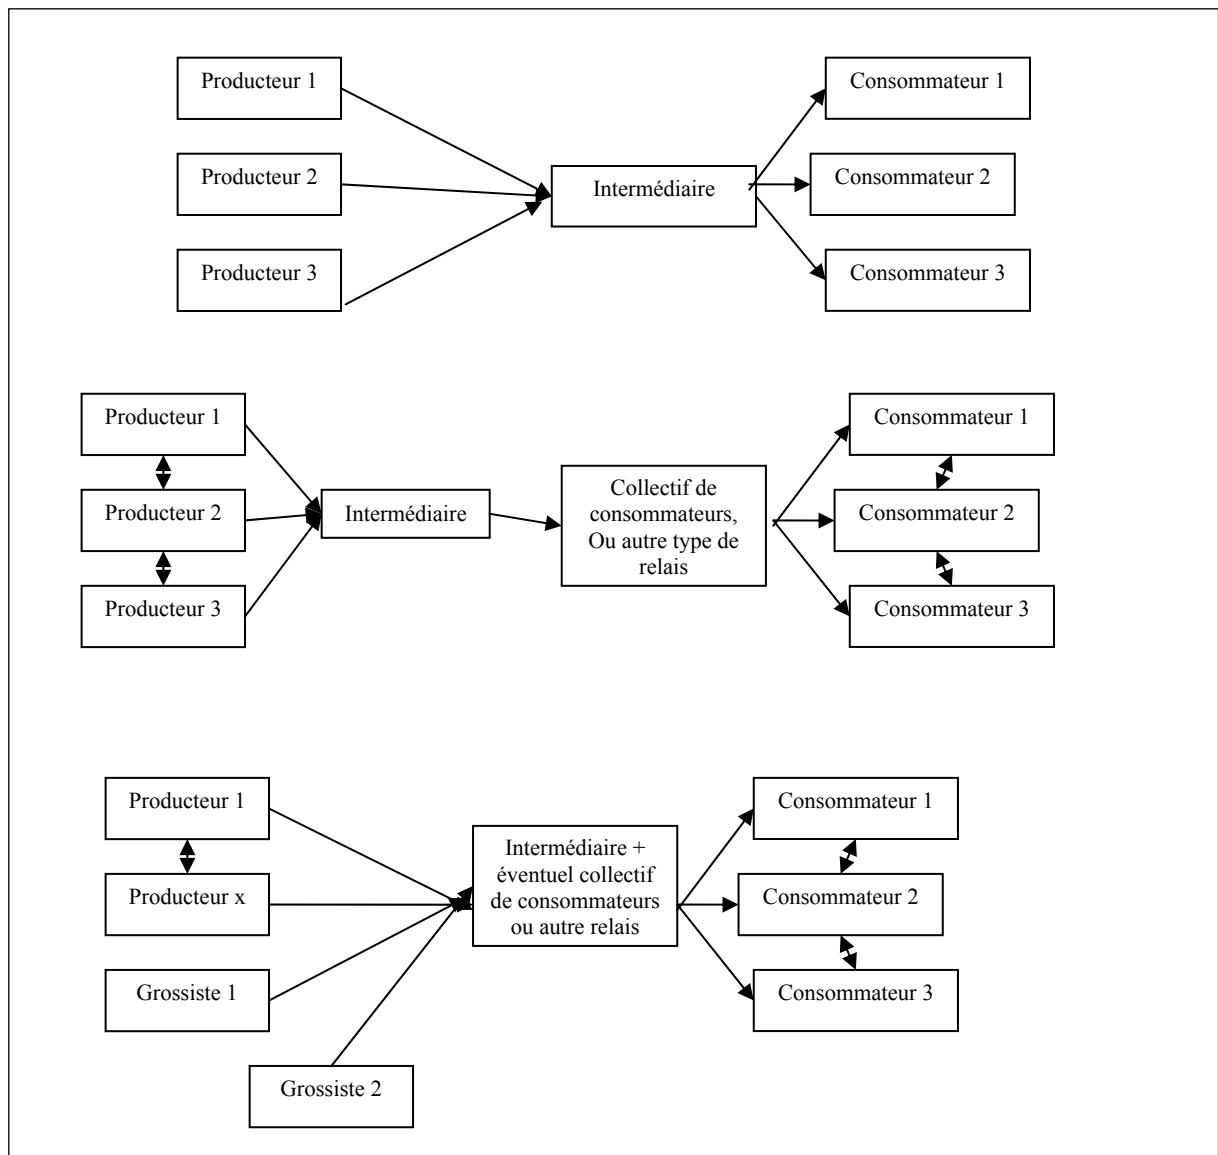 Producteur 1
Consommateur 1
Producteur 2
Intermédiaire
Consommateur 2
Producteur 3
Consommateur 3
Producteur 1
Consommateur 1
Producteur 2
Intermédiaire
Collectif de
consommateurs,
Ou autre type de
relais
Consommateur 2
Producteur 3
Consommateur 3
Producteur 1
Consommateur 1
Producteur x
Intermédiaire +
éventuel collectif
de consommateurs
ou autre relais
Consommateur 2
Grossiste 1
Consommateur 3
Grossiste 2